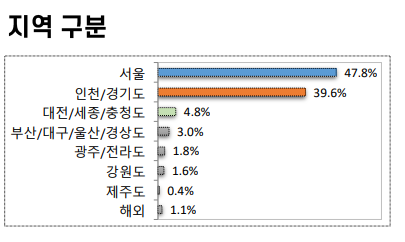 지역 구분
서울 47.8%
인천/경기도 39.6%
대전/세종/충청도 4.8%
부산/대구/울산/경상도 3.0%
광주/전라도 1.8%
강원도 1.6%
제주도 0.4%
해외 1.1%